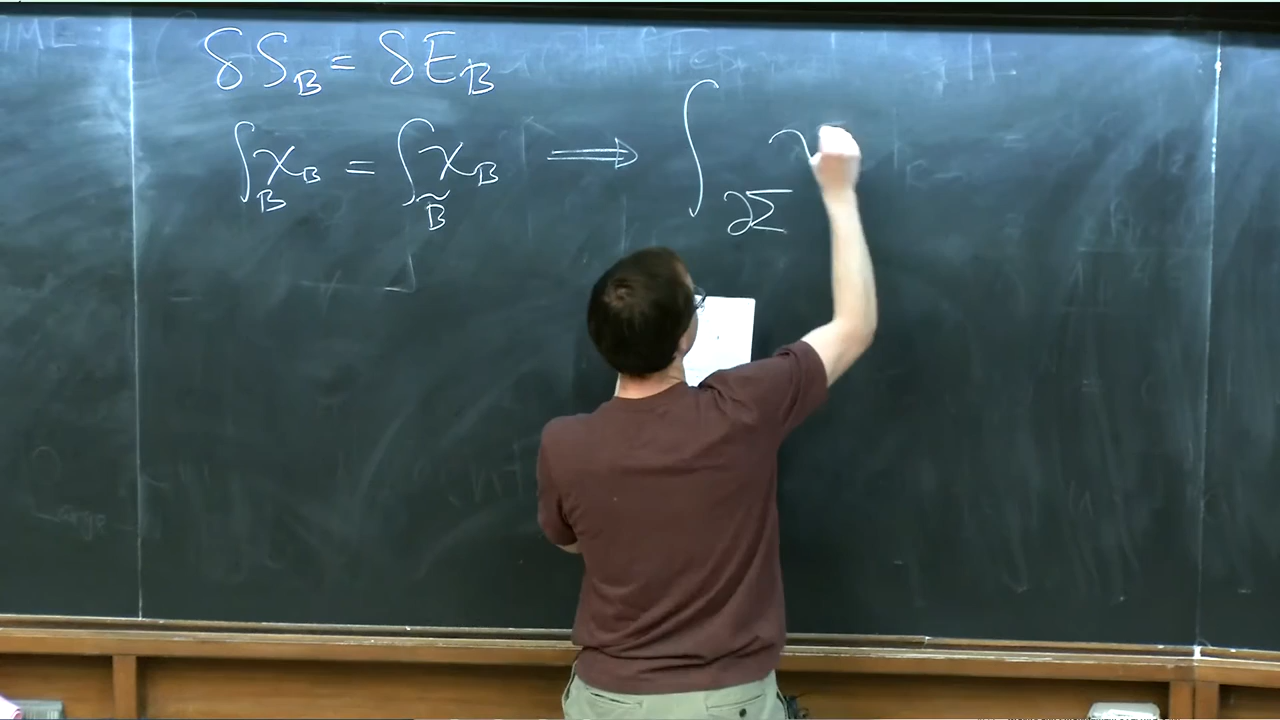 δS_B = δE_B
∫_B χ_B = ∫_B̃ χ_B ⟹ ∫_∂Σ